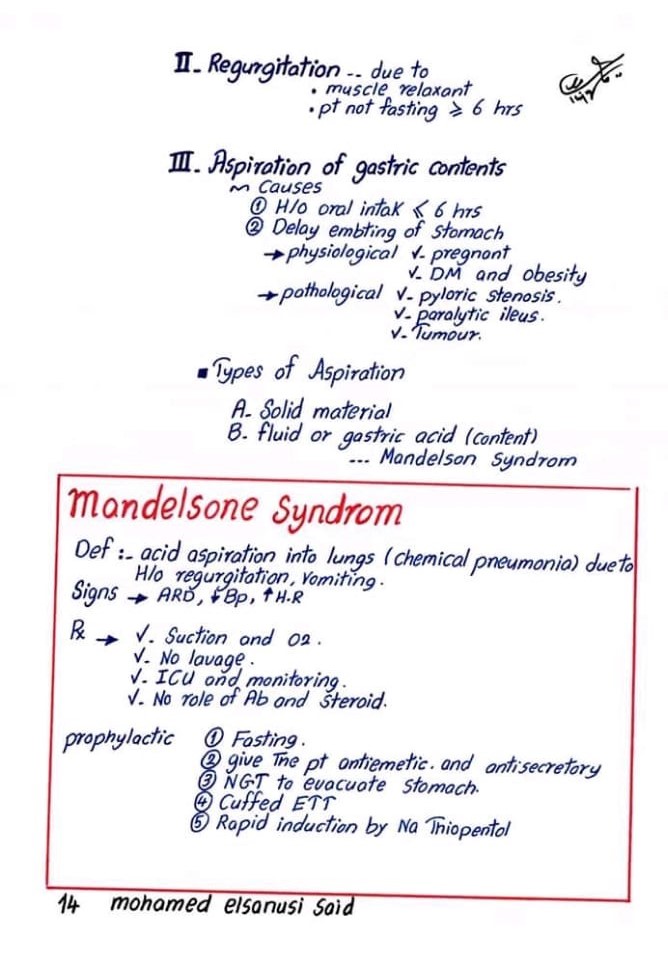 II- Regurgitation -- due to
• muscle relaxant
• pt not fasting ⩾ 6 hrs
III- Aspiration of gastric contents
~ Causes
① H/o oral intak ⩽ 6 hrs
② Delay embting of stomach
→ physiological √- pregnant
√- DM and obesity
→ pathological √- pyloric stenosis.
√- paralytic ileus.
√- Tumour.
▪ Types of Aspiration
A- Solid material
B- fluid or gastric acid (content)
--- Mandelson Syndrom
Mandelsone Syndrom
Def :- acid aspiration into lungs (chemical pneumonia) due to
H/o regurgitation, vomiting.
Signs → ARD, ↓Bp, ↑H.R
℞ → √- Suction and O2.
√- No lavage.
√- ICU and monitoring.
√- No role of Ab and steroid.
prophylactic ① Fasting.
② give The pt antiemetic. and antisecretory
③ NGT to evacuate stomach.
④ Cuffed ETT
⑤ Rapid induction by Na Thiopental
14 mohamed elsanusi said